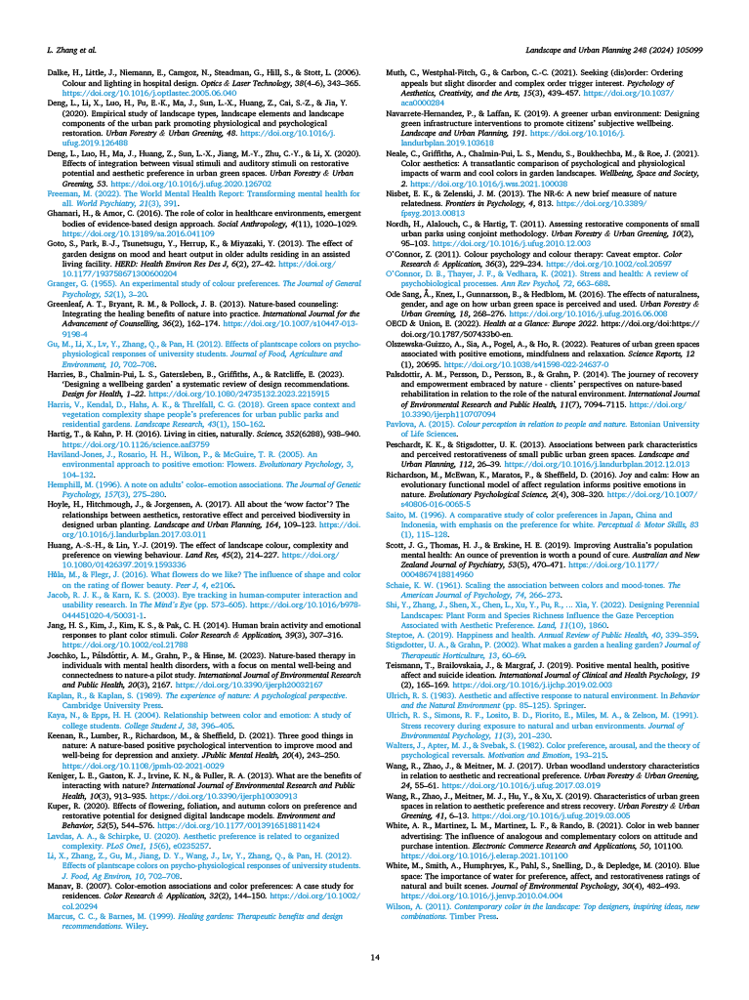 L. Zhang et al.
Landscape and Urban Planning 248 (2024) 105099
Dalke, H., Little, J., Niemann, E., Camgoz, N., Steadman, G., Hill, S., & Stott, L. (2006).
Colour and lighting in hospital design. Optics & Laser Technology, 38(4–6), 343–365.
https://doi.org/10.1016/j.optlastec.2005.06.040
Deng, L., Li, X., Luo, H., Fu, E.-K., Ma, J., Sun, L.-X., Huang, Z., Cai, S.-Z., & Jia, Y.
(2020). Empirical study of landscape types, landscape elements and landscape
components of the urban park promoting physiological and psychological
restoration. Urban Forestry & Urban Greening, 48. https://doi.org/10.1016/j.
ufug.2019.126488
Deng, L., Luo, H., Ma, J., Huang, Z., Sun, L.-X., Jiang, M.-Y., Zhu, C.-Y., & Li, X. (2020).
Effects of integration between visual stimuli and auditory stimuli on restorative
potential and aesthetic preference in urban green spaces. Urban Forestry & Urban
Greening, 53. https://doi.org/10.1016/j.ufug.2020.126702
Freeman, M. (2022). The World Mental Health Report: Transforming mental health for
all. World Psychiatry, 21(3), 391.
Ghamari, H., & Amor, C. (2016). The role of color in healthcare environments, emergent
bodies of evidence-based design approach. Social Anthropology, 4(11), 1020–1029.
https://doi.org/10.13189/sa.2016.041109
Goto, S., Park, B.-J., Tsunetsugu, Y., Herrup, K., & Miyazaki, Y. (2013). The effect of
garden designs on mood and heart output in older adults residing in an assisted
living facility. HERD: Health Environ Res Des J, 6(2), 27–42. https://doi.org/
10.1177/193758671300600204
Granger, G. (1955). An experimental study of colour preferences. The Journal of General
Psychology, 52(1), 3–20.
Greenleaf, A. T., Bryant, R. M., & Pollock, J. B. (2013). Nature-based counseling:
Integrating the healing benefits of nature into practice. International Journal for the
Advancement of Counselling, 36(2), 162–174. https://doi.org/10.1007/s10447-013-
9198-4
Gu, M., Li, X., Lv, Y., Zhang, Q., & Pan, H. (2012). Effects of plantscape colors on psycho-
physiological responses of university students. Journal of Food, Agriculture and
Environment, 10, 702–708.
Harries, B., Chalmin-Pui, L. S., Gatersleben, B., Griffiths, A., & Ratcliffe, E. (2023).
'Designing a wellbeing garden' a systematic review of design recommendations.
Design for Health, 1–22. https://doi.org/10.1080/24735132.2023.2215915
Harris, V., Kendal, D., Hahs, A. K., & Threlfall, C. G. (2018). Green space context and
vegetation complexity shape people's preferences for urban public parks and
residential gardens. Landscape Research, 43(1), 150–162.
Hartig, T., & Kahn, P. H. (2016). Living in cities, naturally. Science, 352(6288), 938–940.
https://doi.org/10.1126/science.aaf3759
Haviland-Jones, J., Rosario, H. H., Wilson, P., & McGuire, T. R. (2005). An
environmental approach to positive emotion: Flowers. Evolutionary Psychology, 3,
104–132.
Hemphill, M. (1996). A note on adults' color–emotion associations. The Journal of Genetic
Psychology, 157(3), 275–280.
Hoyle, H., Hitchmough, J., & Jorgensen, A. (2017). All about the 'wow factor'? The
relationships between aesthetics, restorative effect and perceived biodiversity in
designed urban planting. Landscape and Urban Planning, 164, 109–123. https://doi.
org/10.1016/j.landurbplan.2017.03.011
Huang, A.-S.-H., & Lin, Y.-J. (2019). The effect of landscape colour, complexity and
preference on viewing behaviour. Land Res, 45(2), 214–227. https://doi.org/
10.1080/01426397.2019.1593336
Hůla, M., & Flegr, J. (2016). What flowers do we like? The influence of shape and color
on the rating of flower beauty. Peer J, 4, e2106.
Jacob, R. J. K., & Karn, K. S. (2003). Eye tracking in human-computer interaction and
usability research. In The Mind's Eye (pp. 573–605). https://doi.org/10.1016/b978-
044451020-4/50031-1.
Jang, H. S., Kim, J., Kim, K. S., & Pak, C. H. (2014). Human brain activity and emotional
responses to plant color stimuli. Color Research & Application, 39(3), 307–316.
https://doi.org/10.1002/col.21788
Joschko, L., Pálsdóttir, A. M., Grahn, P., & Hinse, M. (2023). Nature-based therapy in
individuals with mental health disorders, with a focus on mental well-being and
connectedness to nature-a pilot study. International Journal of Environmental Research
and Public Health, 20(3), 2167. https://doi.org/10.3390/ijerph20032167
Kaplan, R., & Kaplan, S. (1989). The experience of nature: A psychological perspective.
Cambridge University Press.
Kaya, N., & Epps, H. H. (2004). Relationship between color and emotion: A study of
college students. College Student J, 38, 396–405.
Keenan, R., Lumber, R., Richardson, M., & Sheffield, D. (2021). Three good things in
nature: A nature-based positive psychological intervention to improve mood and
well-being for depression and anxiety. JPublic Mental Health, 20(4), 243–250.
https://doi.org/10.1108/jpmh-02-2021-0029
Keniger, L. E., Gaston, K. J., Irvine, K. N., & Fuller, R. A. (2013). What are the benefits of
interacting with nature? International Journal of Environmental Research and Public
Health, 10(3), 913–935. https://doi.org/10.3390/ijerph10030913
Kuper, R. (2020). Effects of flowering, foliation, and autumn colors on preference and
restorative potential for designed digital landscape models. Environment and
Behavior, 52(5), 544–576. https://doi.org/10.1177/0013916518811424
Lavdas, A. A., & Schirpke, U. (2020). Aesthetic preference is related to organized
complexity. PLoS One1, 15(6), e0235257.
Li, X., Zhang, Z., Gu, M., Jiang, D. Y., Wang, J., Lv, Y., Zhang, Q., & Pan, H. (2012).
Effects of plantscape colors on psycho-physiological responses of university students.
J. Food, Ag Environ, 10, 702–708.
Manav, B. (2007). Color-emotion associations and color preferences: A case study for
residences. Color Research & Application, 32(2), 144–150. https://doi.org/10.1002/
col.20294
Marcus, C. C., & Barnes, M. (1999). Healing gardens: Therapeutic benefits and design
recommendations. Wiley.
Muth, C., Westphal-Fitch, G., & Carbon, C.-C. (2021). Seeking (dis)order: Ordering
appeals but slight disorder and complex order trigger interest. Psychology of
Aesthetics, Creativity, and the Arts, 15(3), 439–457. https://doi.org/10.1037/
aca0000284
Navarrete-Hernandez, P., & Laffan, K. (2019). A greener urban environment: Designing
green infrastructure interventions to promote citizens' subjective wellbeing.
Landscape and Urban Planning, 191. https://doi.org/10.1016/j.
landurbplan.2019.103618
Neale, C., Griffiths, A., Chalmin-Pui, L. S., Mendu, S., Boukhechba, M., & Roe, J. (2021).
Color aesthetics: A transatlantic comparison of psychological and physiological
impacts of warm and cool colors in garden landscapes. Wellbeing, Space and Society,
2. https://doi.org/10.1016/j.wss.2021.100038
Nisbet, E. K., & Zelenski, J. M. (2013). The NR-6: A new brief measure of nature
relatedness. Frontiers in Psychology, 4, 813. https://doi.org/10.3389/
fpsyg.2013.00813
Nordh, H., Alalouch, C., & Hartig, T. (2011). Assessing restorative components of small
urban parks using conjoint methodology. Urban Forestry & Urban Greening, 10(2),
95–103. https://doi.org/10.1016/j.ufug.2010.12.003
O'Connor, Z. (2011). Colour psychology and colour therapy: Caveat emptor. Color
Research & Application, 36(3), 229–234. https://doi.org/10.1002/col.20597
O'Connor, D. B., Thayer, J. F., & Vedhara, K. (2021). Stress and health: A review of
psychobiological processes. Ann Rev Psychol, 72, 663–688.
Ode Sang, Å., Knez, I., Gunnarsson, B., & Hedblom, M. (2016). The effects of naturalness,
gender, and age on how urban green space is perceived and used. Urban Forestry &
Urban Greening, 18, 268–276. https://doi.org/10.1016/j.ufug.2016.06.008
OECD & Union, E. (2022). Health at a Glance: Europe 2022. https://doi.org/doi:https://
doi.org/10.1787/507433b0-en.
Olszewska-Guizzo, A., Sia, A., Fogel, A., & Ho, R. (2022). Features of urban green spaces
associated with positive emotions, mindfulness and relaxation. Science Reports, 12
(1), 20695. https://doi.org/10.1038/s41598-022-24637-0
Palsdottir, A. M., Persson, D., Persson, B., & Grahn, P. (2014). The journey of recovery
and empowerment embraced by nature - clients' perspectives on nature-based
rehabilitation in relation to the role of the natural environment. International Journal
of Environmental Research and Public Health, 11(7), 7094–7115. https://doi.org/
10.3390/ijerph110707094
Pavlova, A. (2015). Colour perception in relation to people and nature. Estonian University
of Life Sciences.
Peschardt, K. K., & Stigsdotter, U. K. (2013). Associations between park characteristics
and perceived restorativeness of small public urban green spaces. Landscape and
Urban Planning, 112, 26–39. https://doi.org/10.1016/j.landurbplan.2012.12.013
Richardson, M., McEwan, K., Maratos, F., & Sheffield, D. (2016). Joy and calm: How an
evolutionary functional model of affect regulation informs positive emotions in
nature. Evolutionary Psychological Science, 2(4), 308–320. https://doi.org/10.1007/
s40806-016-0065-5
Saito, M. (1996). A comparative study of color preferences in Japan, China and
Indonesia, with emphasis on the preference for white. Perceptual & Motor Skills, 83
(1), 115–128.
Scott, J. G., Thomas, H. J., & Erskine, H. E. (2019). Improving Australia's population
mental health: An ounce of prevention is worth a pound of cure. Australian and New
Zealand Journal of Psychiatry, 53(5), 470–471. https://doi.org/10.1177/
0004867418814960
Schaie, K. W. (1961). Scaling the association between colors and mood-tones. The
American Journal of Psychology, 74, 266–273.
Shi, Y., Zhang, J., Shen, X., Chen, L., Xu, Y., Fu, R., … Xia, Y. (2022). Designing Perennial
Landscapes: Plant Form and Species Richness Influence the Gaze Perception
Associated with Aesthetic Preference. Land, 11(10), 1860.
Steptoe, A. (2019). Happiness and health. Annual Review of Public Health, 40, 339–359.
Stigsdotter, U. A., & Grahn, P. (2002). What makes a garden a healing garden? Journal of
Therapeutic Horticulture, 13, 60–69.
Teismann, T., Brailovskaia, J., & Margraf, J. (2019). Positive mental health, positive
affect and suicide ideation. International Journal of Clinical and Health Psychology, 19
(2), 165–169. https://doi.org/10.1016/j.ijchp.2019.02.003
Ulrich, R. S. (1983). Aesthetic and affective response to natural environment. In Behavior
and the Natural Environment (pp. 85–125). Springer.
Ulrich, R. S., Simons, R. F., Losito, B. D., Fiorito, E., Miles, M. A., & Zelson, M. (1991).
Stress recovery during exposure to natural and urban environments. Journal of
Environmental Psychology, 11(3), 201–230.
Walters, J., Apter, M. J., & Svebak, S. (1982). Color preference, arousal, and the theory of
psychological reversals. Motivation and Emotion, 193–215.
Wang, R., Zhao, J., & Meitner, M. J. (2017). Urban woodland understory characteristics
in relation to aesthetic and recreational preference. Urban Forestry & Urban Greening,
24, 55–61. https://doi.org/10.1016/j.ufug.2017.03.019
Wang, R., Zhao, J., Meitner, M. J., Hu, Y., & Xu, X. (2019). Characteristics of urban green
spaces in relation to aesthetic preference and stress recovery. Urban Forestry & Urban
Greening, 41, 6–13. https://doi.org/10.1016/j.ufug.2019.03.005
White, A. R., Martinez, L. M., Martinez, L. F., & Rando, B. (2021). Color in web banner
advertising: The influence of analogous and complementary colors on attitude and
purchase intention. Electronic Commerce Research and Applications, 50, 101100.
https://doi.org/10.1016/j.elerap.2021.101100
White, M., Smith, A., Humphryes, K., Pahl, S., Snelling, D., & Depledge, M. (2010). Blue
space: The importance of water for preference, affect, and restorativeness ratings of
natural and built scenes. Journal of Environmental Psychology, 30(4), 482–493.
https://doi.org/10.1016/j.jenvp.2010.04.004
Wilson, A. (2011). Contemporary color in the landscape: Top designers, inspiring ideas, new
combinations. Timber Press.
14